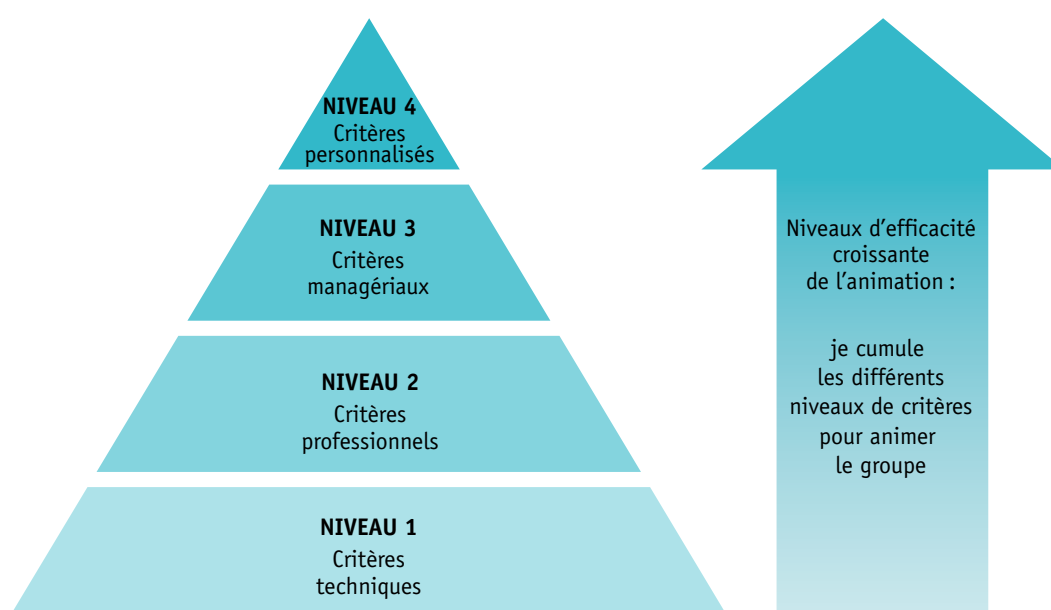 NIVEAU 4
Critères
personnalisés
NIVEAU 3
Critères
managériaux
NIVEAU 2
Critères
professionnels
NIVEAU 1
Critères
techniques
Niveaux d’efficacité
croissante
de l’animation :
je cumule
les différents
niveaux de critères
pour animer
le groupe